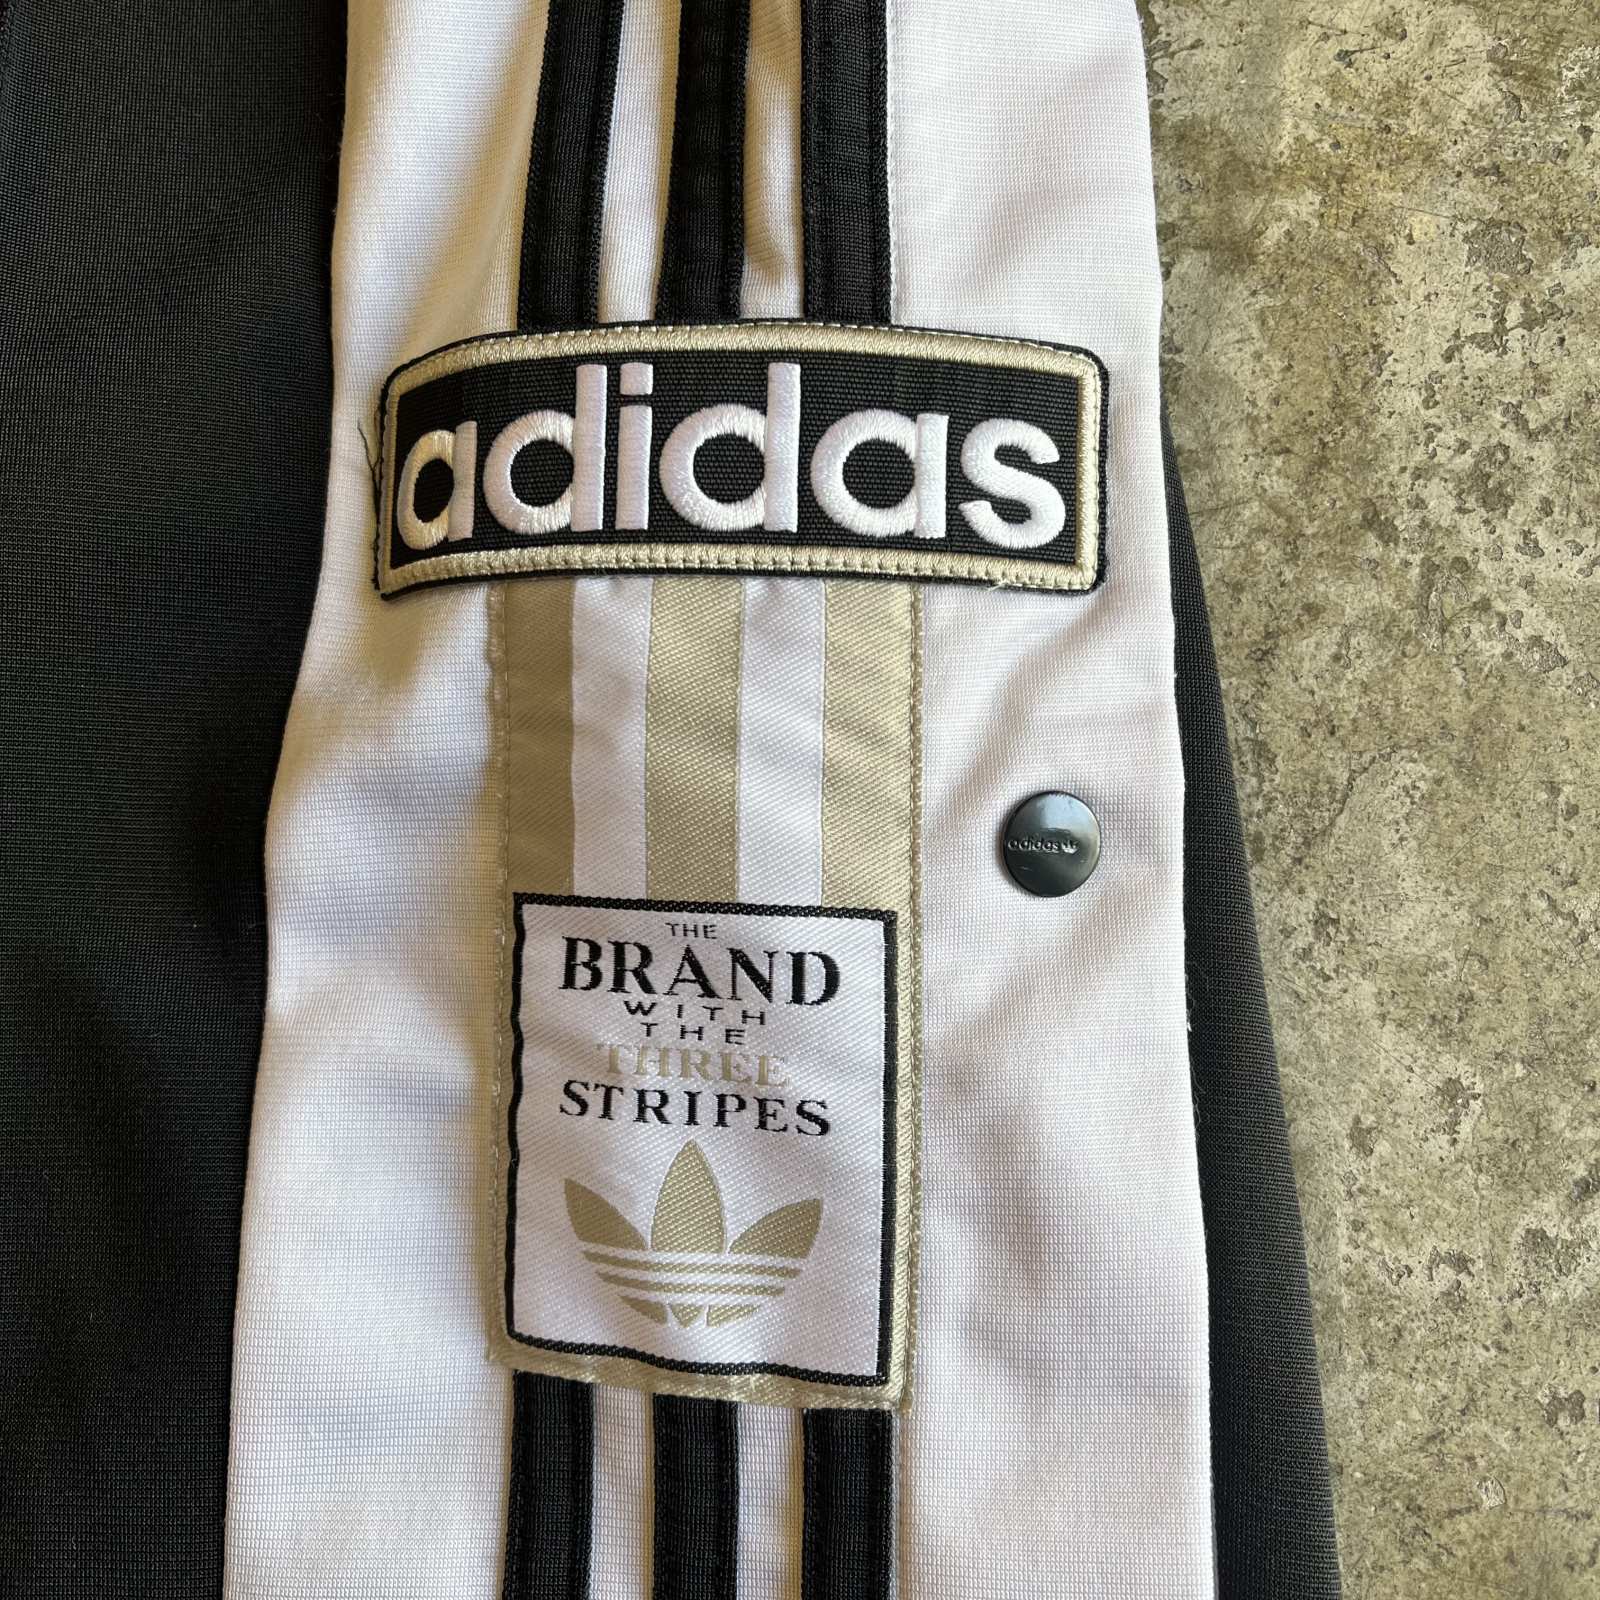 adidas
adidas
THE
BRAND
WITH
THE
THREE
STRIPES